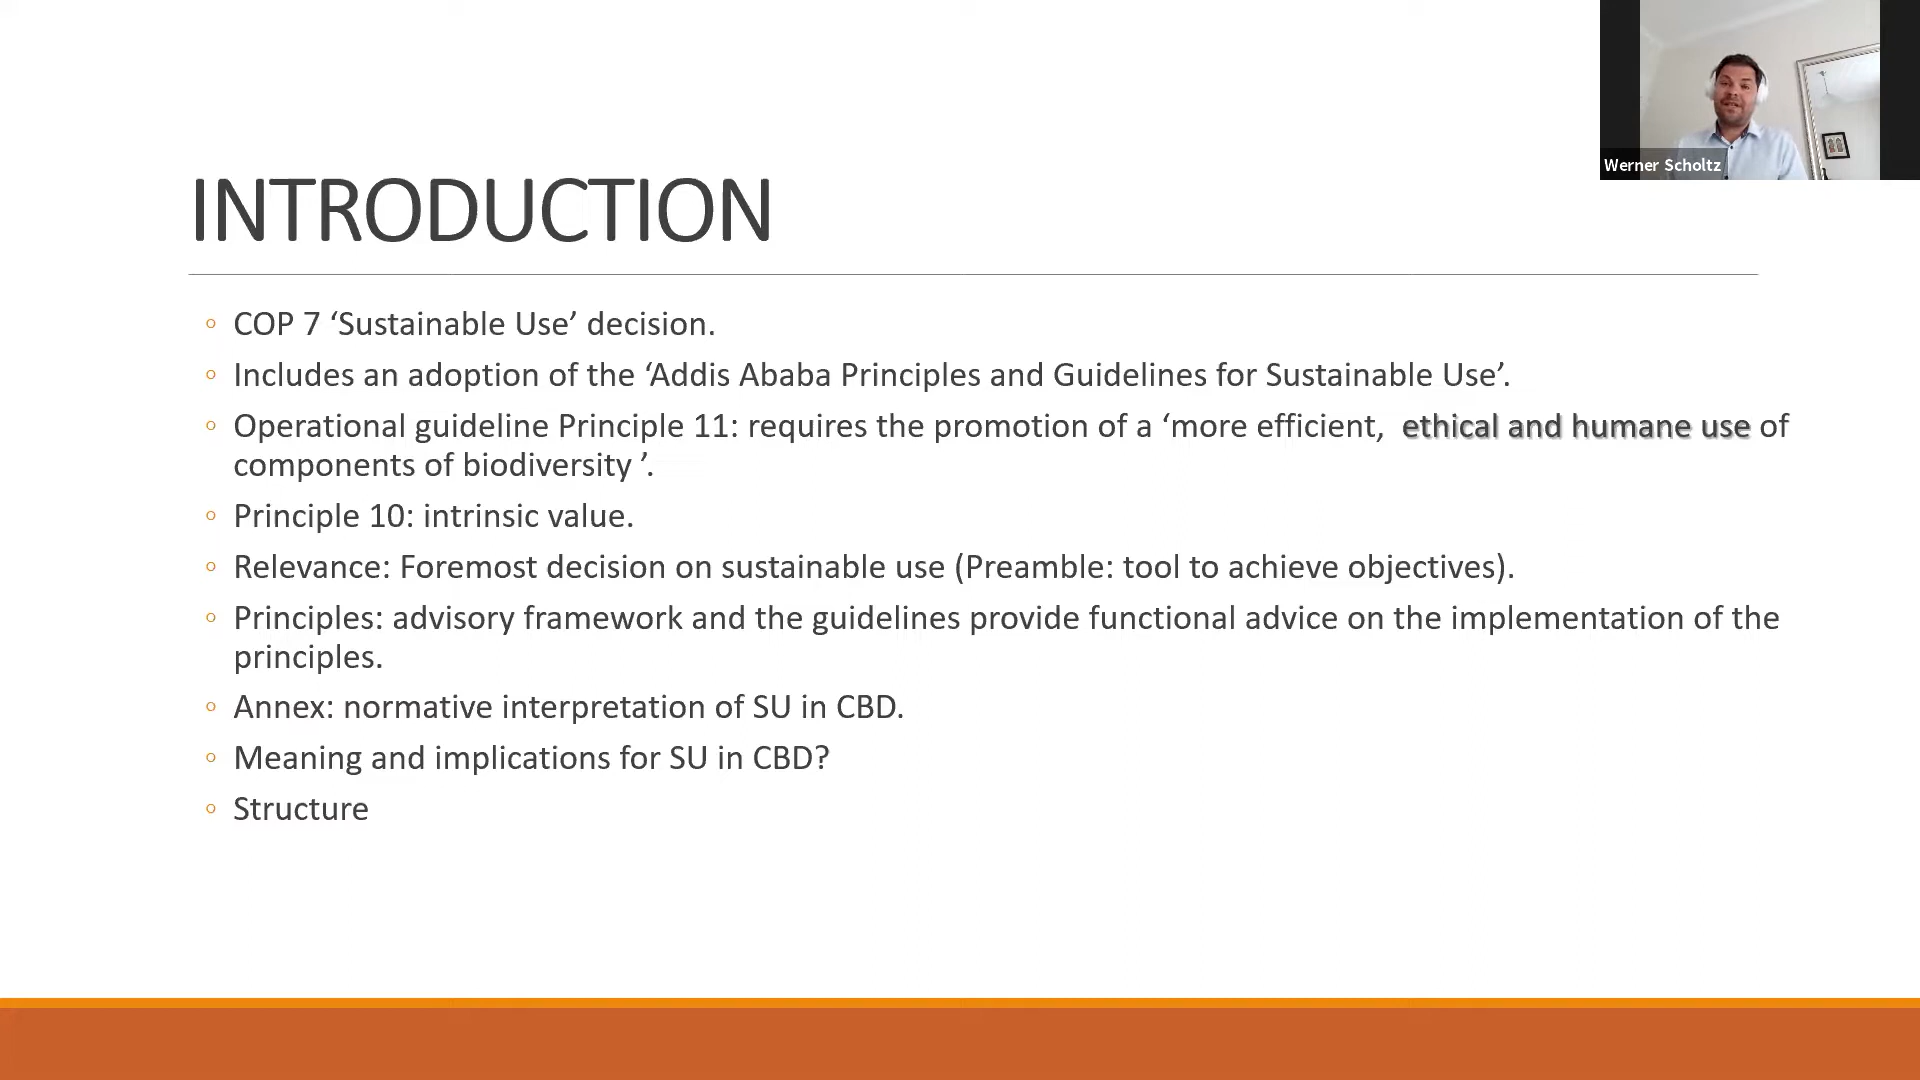 Werner Scholtz
INTRODUCTION
COP 7 ‘Sustainable Use’ decision.
Includes an adoption of the ‘Addis Ababa Principles and Guidelines for Sustainable Use’.
Operational guideline Principle 11: requires the promotion of a ‘more efficient, ethical and humane use of
components of biodiversity ’.
Principle 10: intrinsic value.
Relevance: Foremost decision on sustainable use (Preamble: tool to achieve objectives).
Principles: advisory framework and the guidelines provide functional advice on the implementation of the
principles.
Annex: normative interpretation of SU in CBD.
Meaning and implications for SU in CBD?
Structure